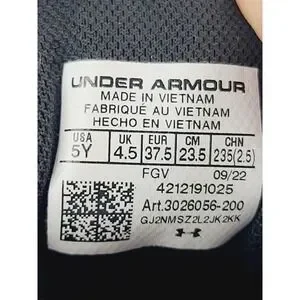 UNDER ARMOUR
MADE IN VIETNAM
FABRIQUÉ AU VIETNAM
HECHO EN VIETNAM
USA UK EUR CM CHN
5Y 4.5 37.5 23.5 235(2.5)
FGV 09/22
4212191025
Art.3026056-200
GJ2NMSZ2L2JK2KK